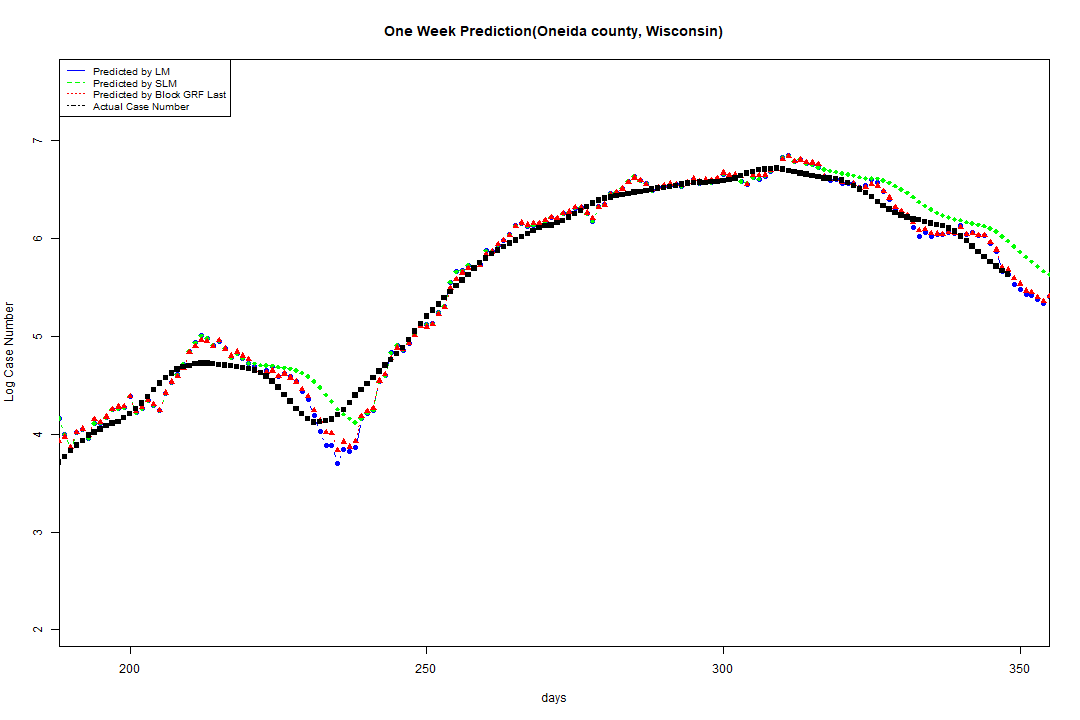 One Week Prediction(Oneida county, Wisconsin)
Predicted by LM
Predicted by SLM
Predicted by Block GRF Last
Actual Case Number
7
6
5
4
3
2
Log Case Number
200 250 300 350
days